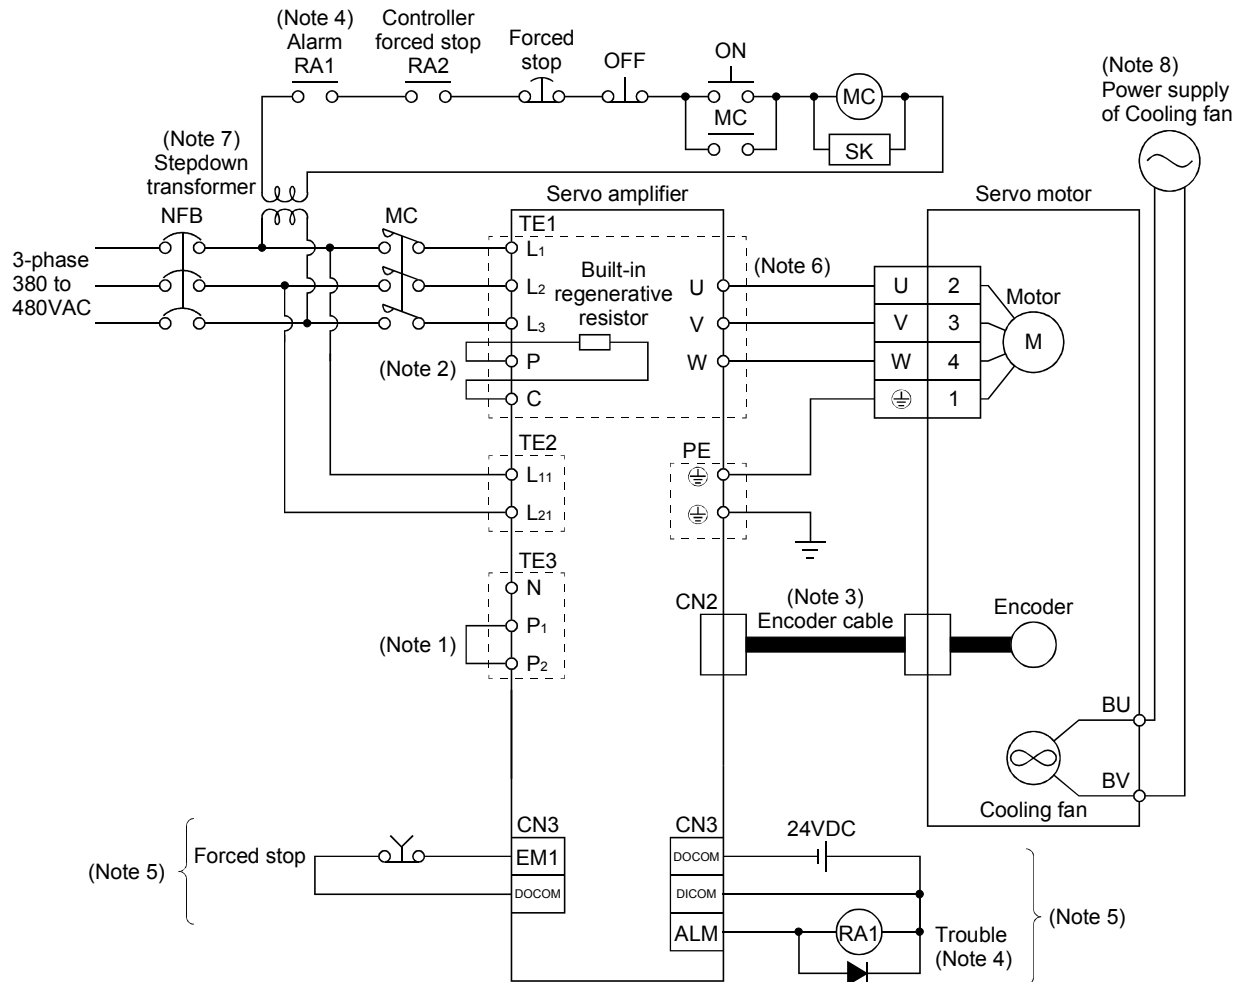 (Note 4)
Alarm
RA1
Controller
forced stop
RA2
Forced
stop
OFF
ON
MC
MC
SK
(Note 8)
Power supply
of Cooling fan
(Note 7)
Stepdown
transformer
NFB
MC
3-phase
380 to
480VAC
Servo amplifier
Servo motor
TE1
L1
L2
L3
P
C
Built-in
regenerative
resistor
(Note 2)
U
V
W
(Note 6)
U 2
V 3
W 4
1
Motor
M
TE2
L11
L21
PE
TE3
N
P1
P2
(Note 1)
CN2
(Note 3)
Encoder cable
Encoder
BU
BV
Cooling fan
(Note 5)
Forced stop
CN3
EM1
DOCOM
CN3
DOCOM
DICOM
ALM
24VDC
RA1
Trouble
(Note 4)
(Note 5)